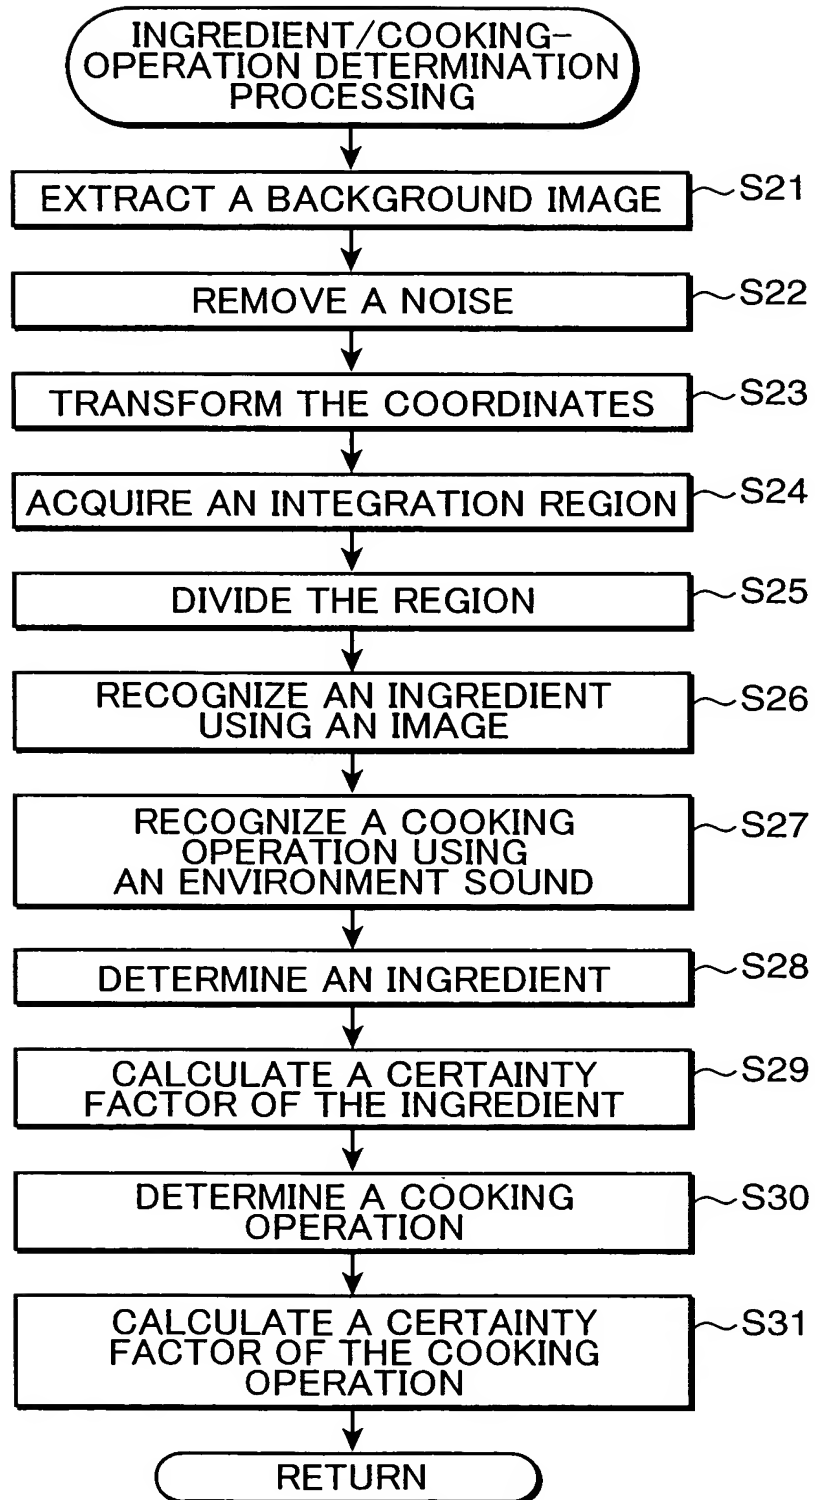 INGREDIENT/COOKING-
OPERATION DETERMINATION
PROCESSING
EXTRACT A BACKGROUND IMAGE
S21
REMOVE A NOISE
S22
TRANSFORM THE COORDINATES
S23
ACQUIRE AN INTEGRATION REGION
S24
DIVIDE THE REGION
S25
RECOGNIZE AN INGREDIENT
USING AN IMAGE
S26
RECOGNIZE A COOKING
OPERATION USING
AN ENVIRONMENT SOUND
S27
DETERMINE AN INGREDIENT
S28
CALCULATE A CERTAINTY
FACTOR OF THE INGREDIENT
S29
DETERMINE A COOKING
OPERATION
S30
CALCULATE A CERTAINTY
FACTOR OF THE COOKING
OPERATION
S31
RETURN